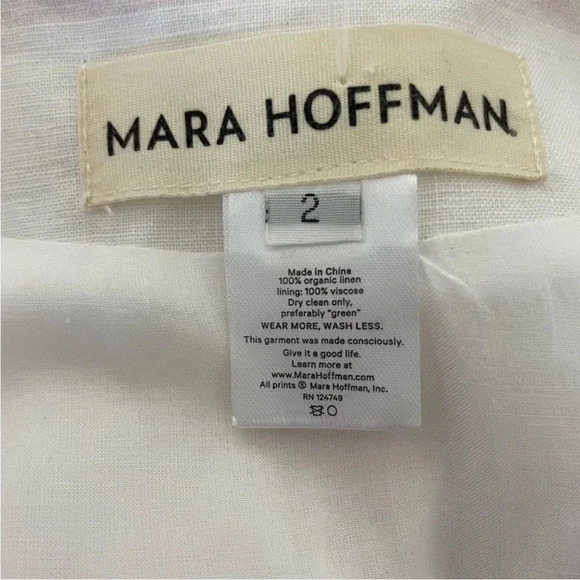 MARA HOFFMAN®
2
Made in China
100% organic linen
lining: 100% viscose
Dry clean only,
preferably “green”
WEAR MORE, WASH LESS.
This garment was made consciously.
Give it a good life.
Learn more at
www.MaraHoffman.com
All prints ® Mara Hoffman, Inc.
RN 124749